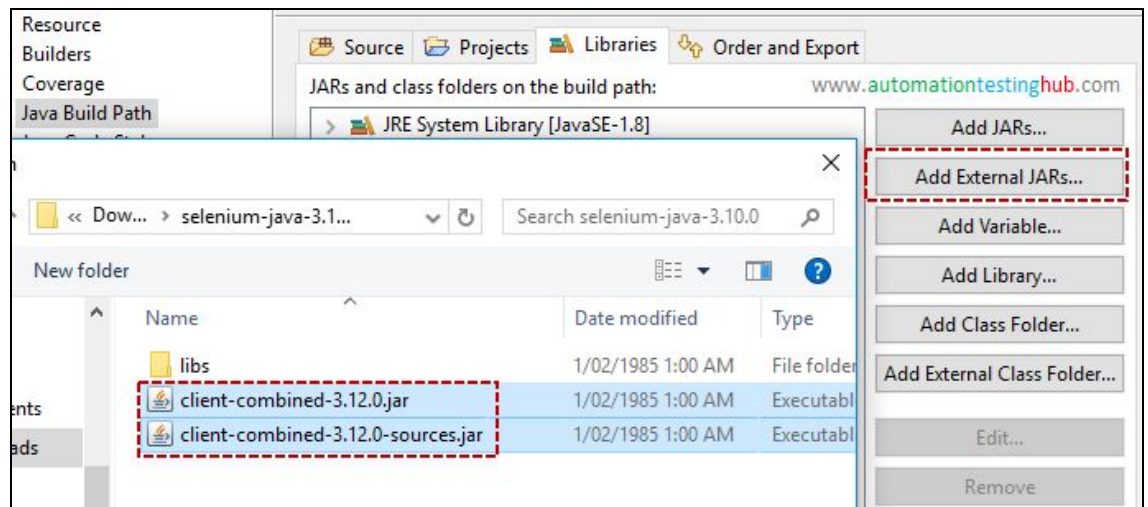 Resource
Builders
Coverage
Java Build Path
Source Projects Libraries Order and Export
JARs and class folders on the build path:
www.automationtestinghub.com
JRE System Library [JavaSE-1.8]
Add JARs...
Add External JARs...
« Dow... › selenium-java-3.1...
Search selenium-java-3.10.0
Add Variable...
New folder
Add Library...
Name Date modified Type
Add Class Folder...
libs 1/02/1985 1:00 AM File folder
Add External Class Folder...
client-combined-3.12.0.jar 1/02/1985 1:00 AM Executabl
client-combined-3.12.0-sources.jar 1/02/1985 1:00 AM Executabl
Edit...
Remove